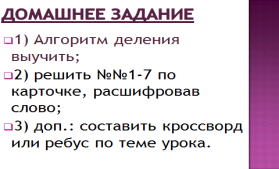 ДОМАШНЕЕ ЗАДАНИЕ
1) Алгоритм деления
выучить;
2) решить №№1-7 по
карточке, расшифровав
слово;
3) доп.: составить кроссворд
или ребус по теме урока.